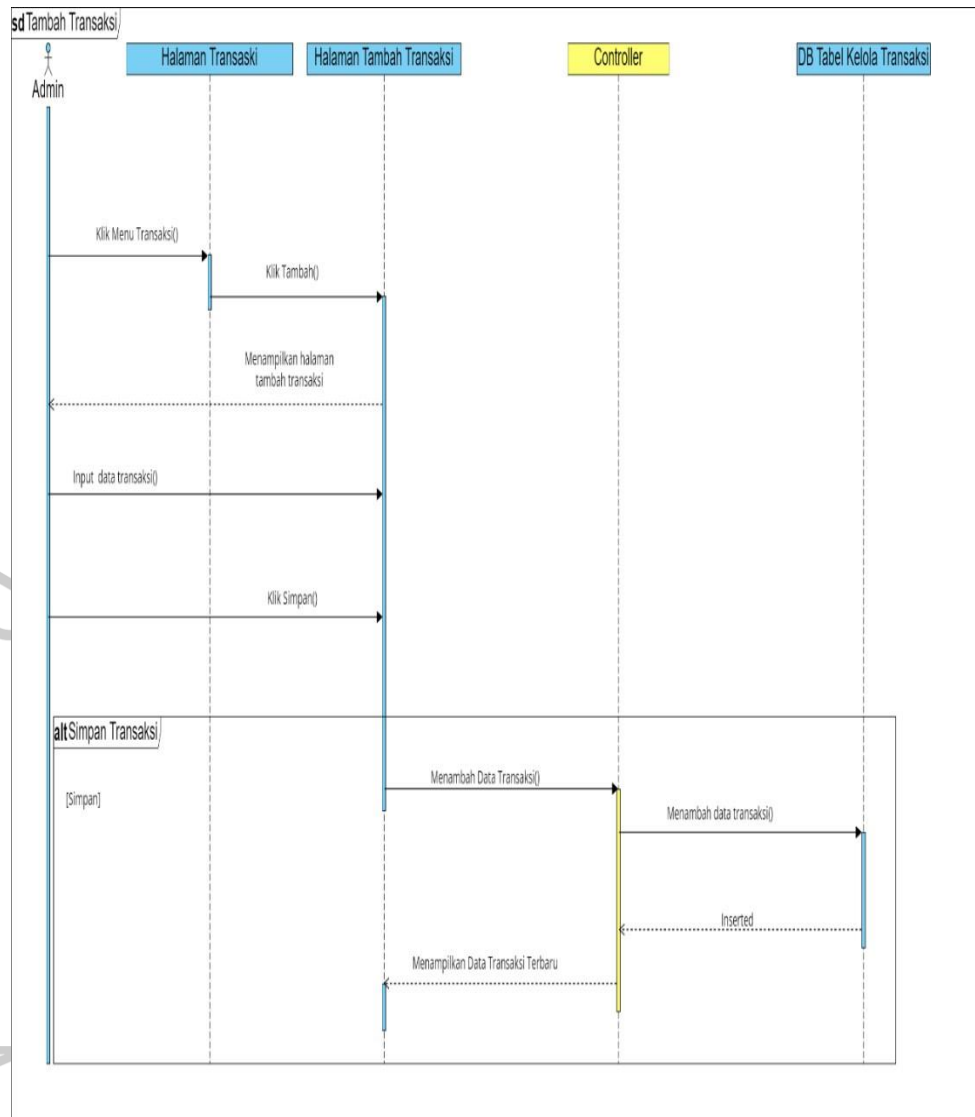 sd Tambah Transaksi
Admin
Halaman Transaski
Halaman Tambah Transaksi
Controller
DB Tabel Kelola Transaksi
Klik Menu Transaksi()
Klik Tambah()
Menampilkan halaman
tambah transaksi
Input data transaksi()
Klik Simpan()
alt Simpan Transaksi
[Simpan]
Menambah Data Transaksi()
Menambah data transaksi()
Inserted
Menampilkan Data Transaksi Terbaru